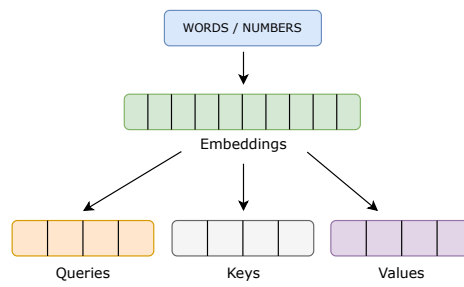 WORDS / NUMBERS
Embeddings
Queries
Keys
Values